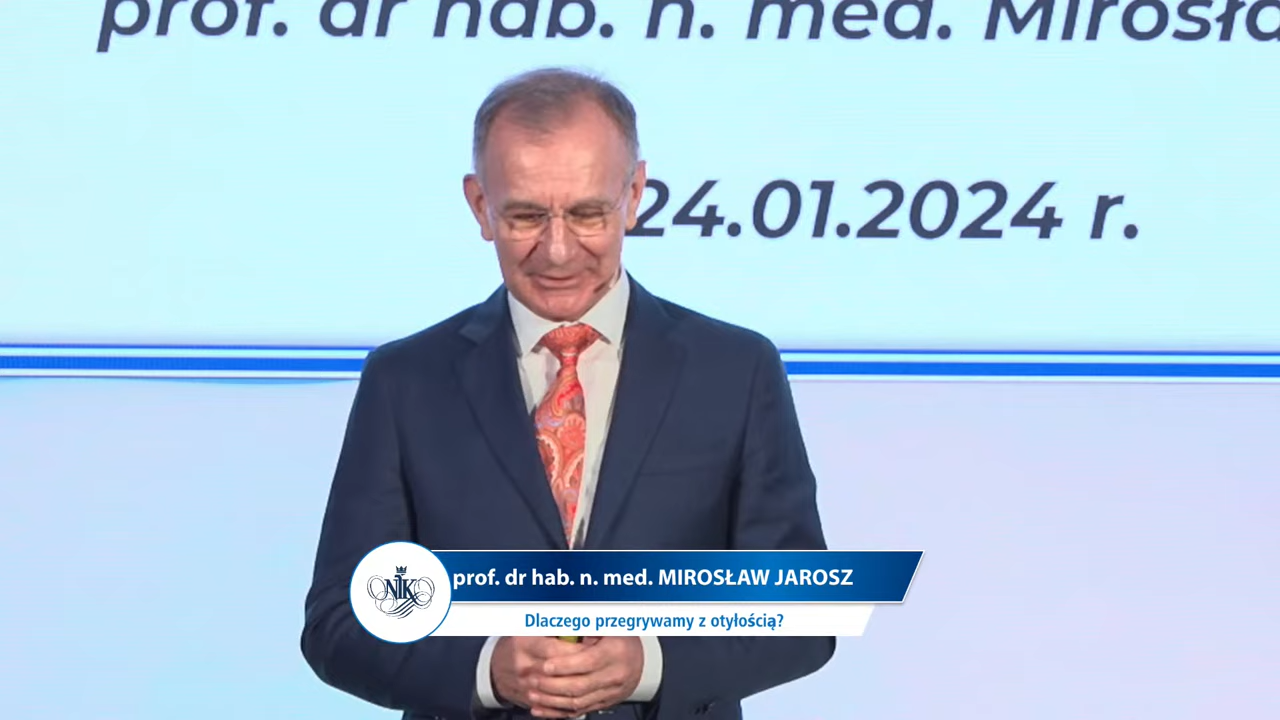 prof. dr hab. n. med. Mirosła
24.01.2024 r.
NIK
prof. dr hab. n. med. MIROSŁAW JAROSZ
Dlaczego przegrywamy z otyłością?